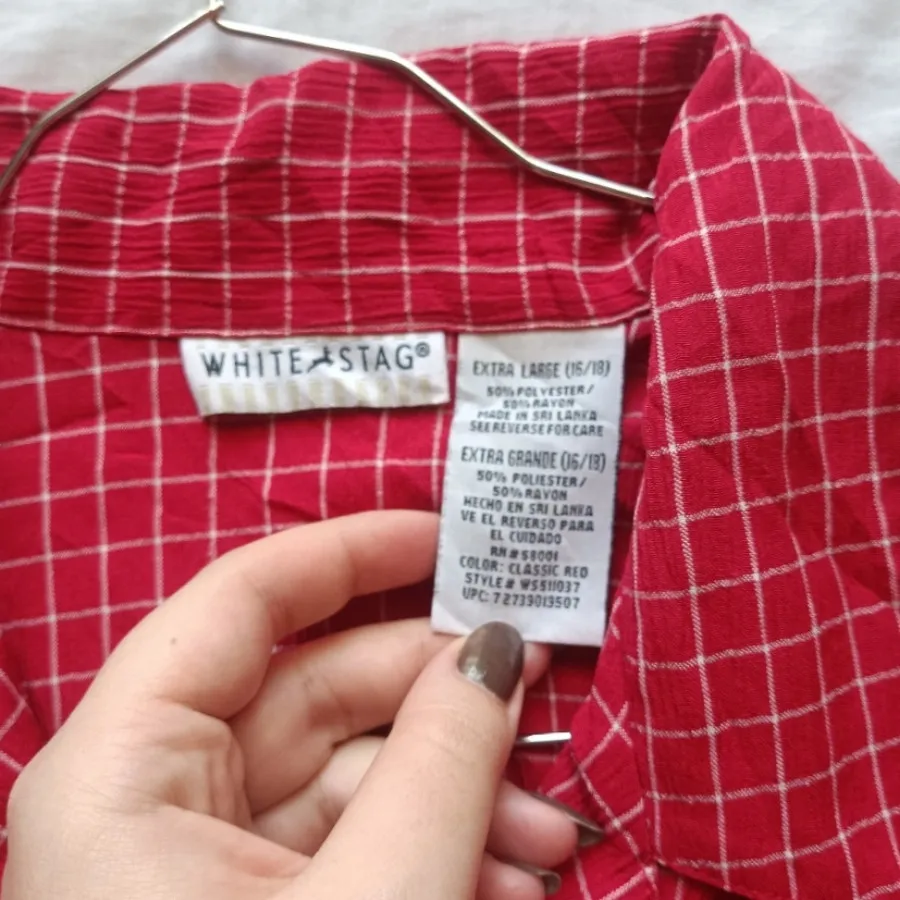 WHITE STAG®
EXTRA LARGE (16/18)
50% POLYESTER/
50% RAYON
MADE IN SRI LANKA
SEE REVERSE FOR CARE
EXTRA GRANDE (16/18)
50% POLIESTER/
50% RAYON
HECHO EN SRI LANKA
VE EL REVERSO PARA
EL CUIDADO
RN# 58001
COLOR: CLASSIC RED
STYLE# WS511037
UPC: 72733013507